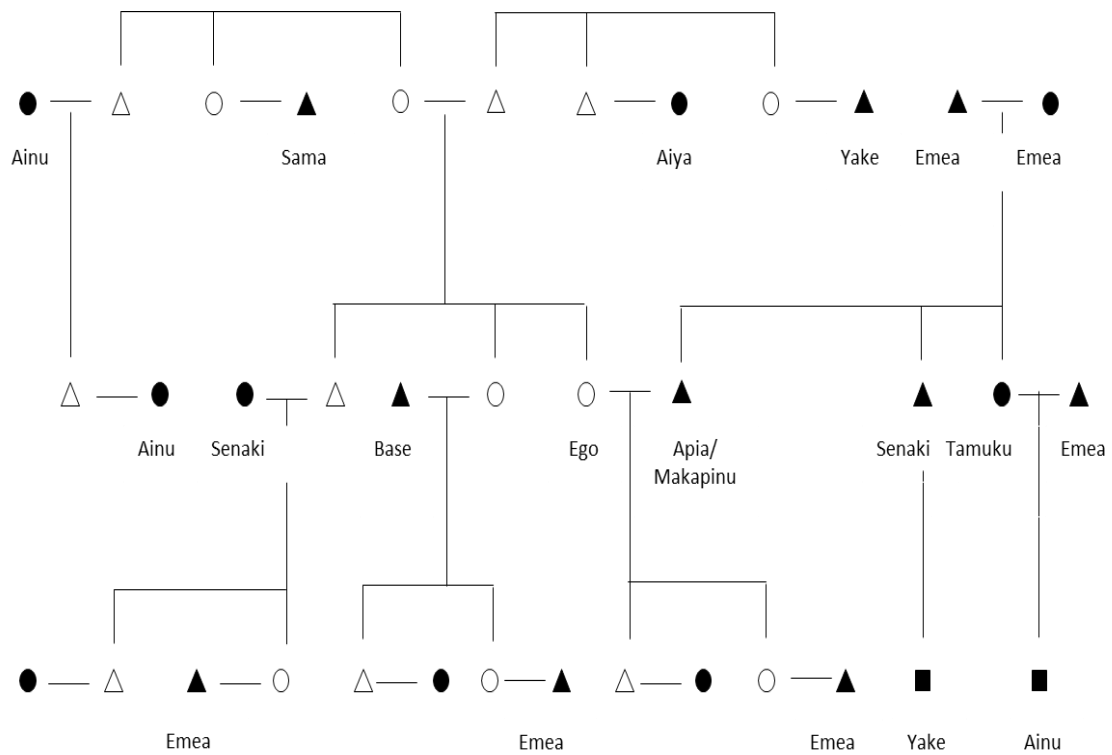 Ainu Sama Aiya Yake Emea Emea
Ainu Senaki Base Ego Apia/ Senaki Tamuku Emea
Makapinu
Emea Emea Emea Yake Ainu